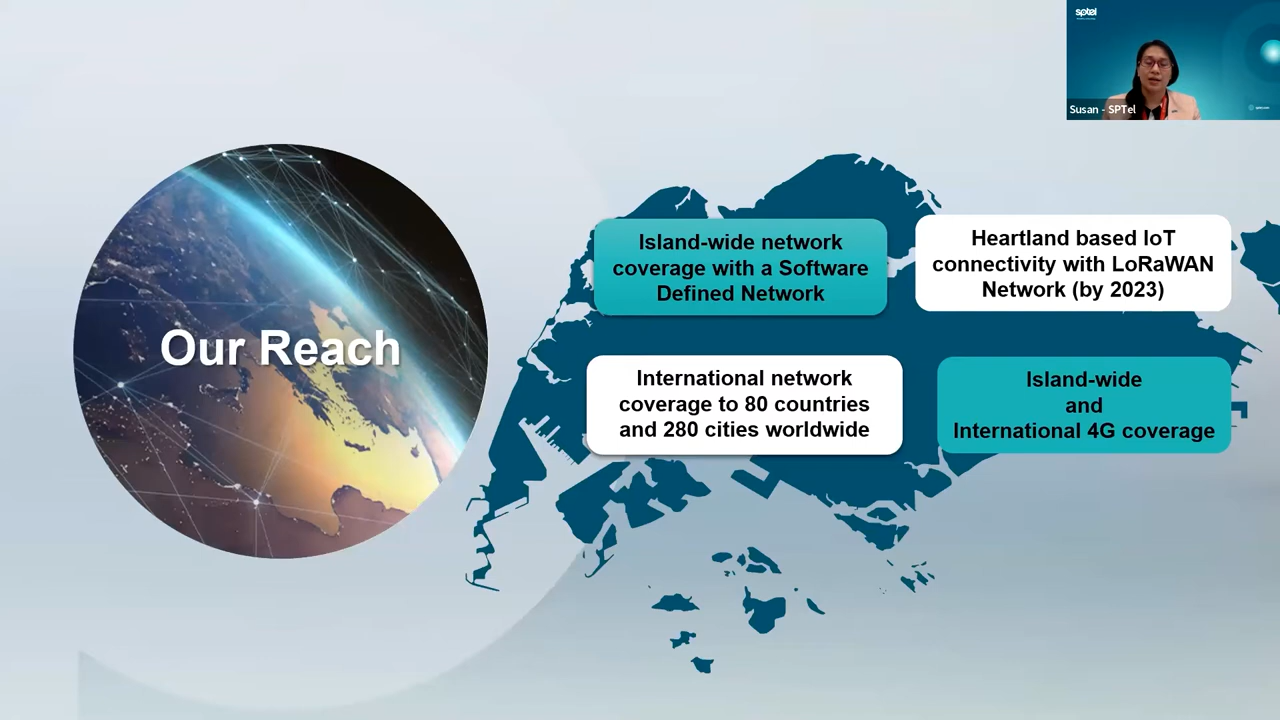 sptel
Susan - SPTel
Our Reach
Island-wide network
coverage with a Software
Defined Network
Heartland based IoT
connectivity with LoRaWAN
Network (by 2023)
International network
coverage to 80 countries
and 280 cities worldwide
Island-wide
and
International 4G coverage